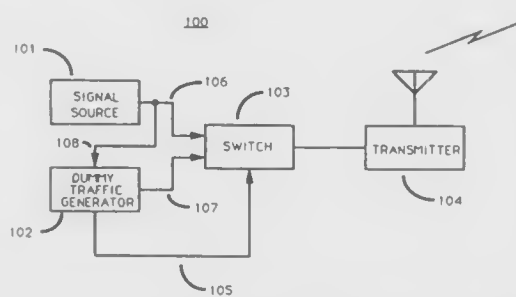 100
101
SIGNAL
SOURCE
106
103
SWITCH
108
DUMMY
TRAFFIC
GENERATOR
107
102
105
TRANSMITTER
104